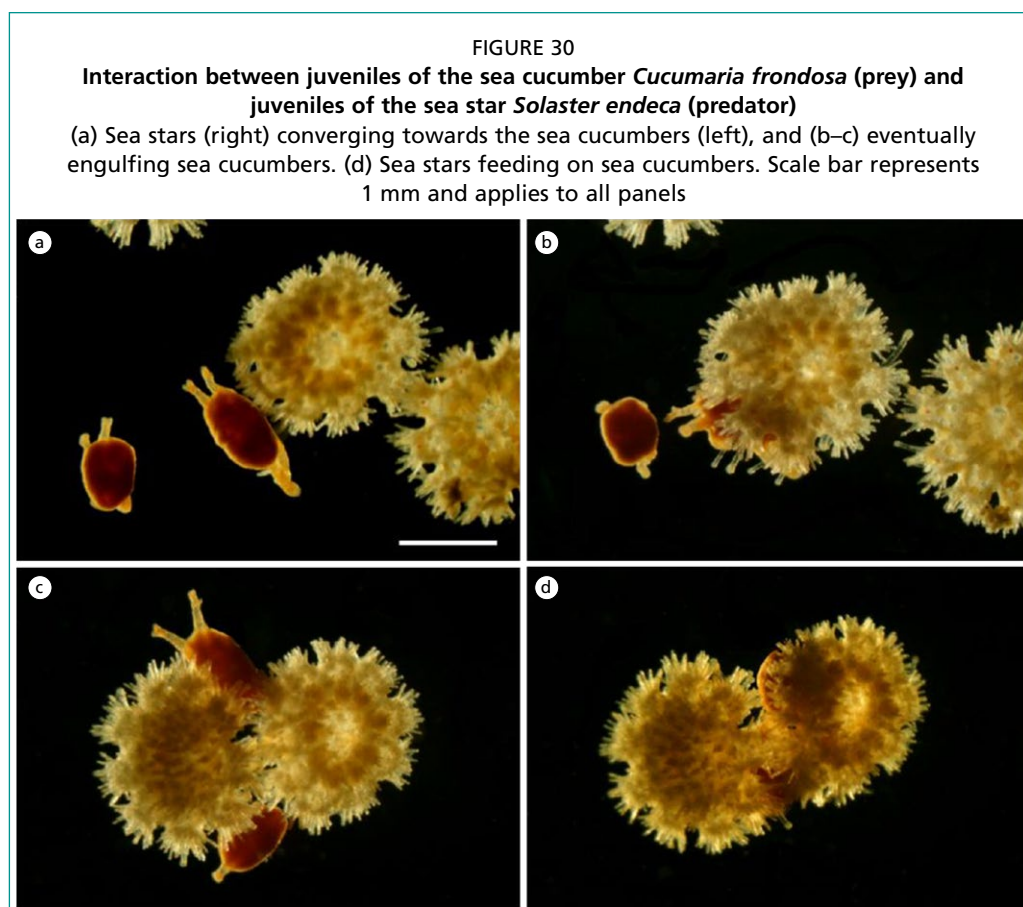 FIGURE 30
Interaction between juveniles of the sea cucumber Cucumaria frondosa (prey) and
juveniles of the sea star Solaster endeca (predator)
(a) Sea stars (right) converging towards the sea cucumbers (left), and (b–c) eventually
engulfing sea cucumbers. (d) Sea stars feeding on sea cucumbers. Scale bar represents
1 mm and applies to all panels
a
b
c
d